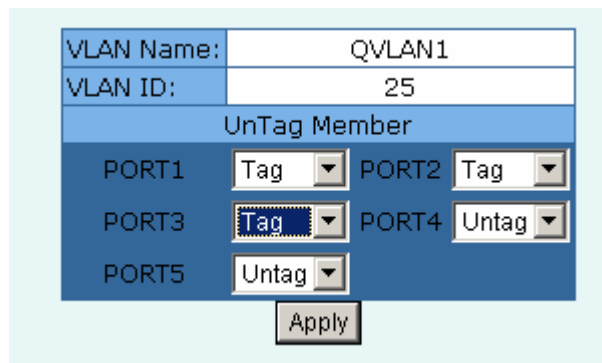 VLAN Name: QVLAN1
VLAN ID: 25
UnTag Member
PORT1 Tag PORT2 Tag
PORT3 Tag PORT4 Untag
PORT5 Untag
Apply